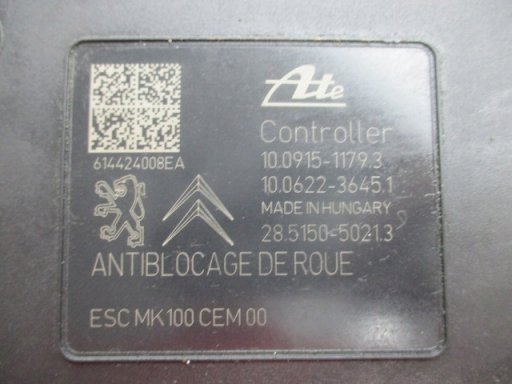 Ate
Controller
614424008EA
10.0915-1179.3
10.0622-3645.1
MADE IN HUNGARY
28.5150-5021.3
ANTIBLOCAGE DE ROUE
ESC MK100 CEM 00